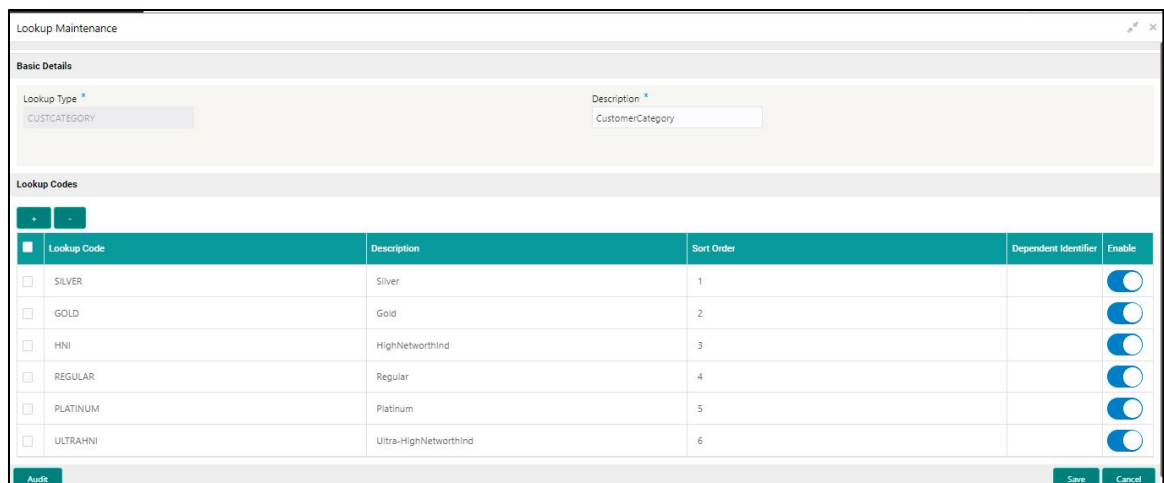 Lookup Maintenance
Basic Details
Lookup Type * Description *
CUSTCATEGORY CustomerCategory
Lookup Codes
+ -
Lookup Code Description Sort Order Dependent Identifier Enable
SILVER Silver 1
GOLD Gold 2
HNI HighNetworthInd 3
REGULAR Regular 4
PLATINUM Platinum 5
ULTRAHNI Ultra-HighNetworthInd 6
Audit Save Cancel